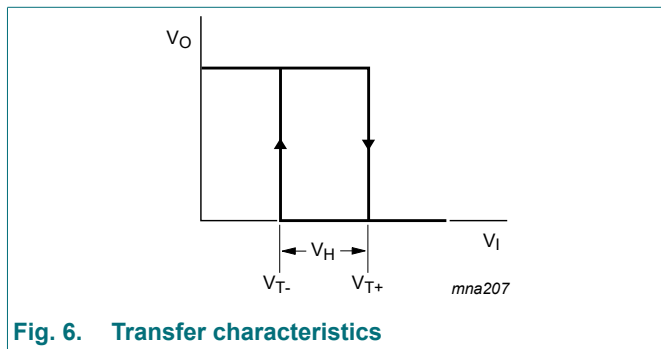 VO
VH
VI
VT-
VT+
mna207
Fig. 6. Transfer characteristics